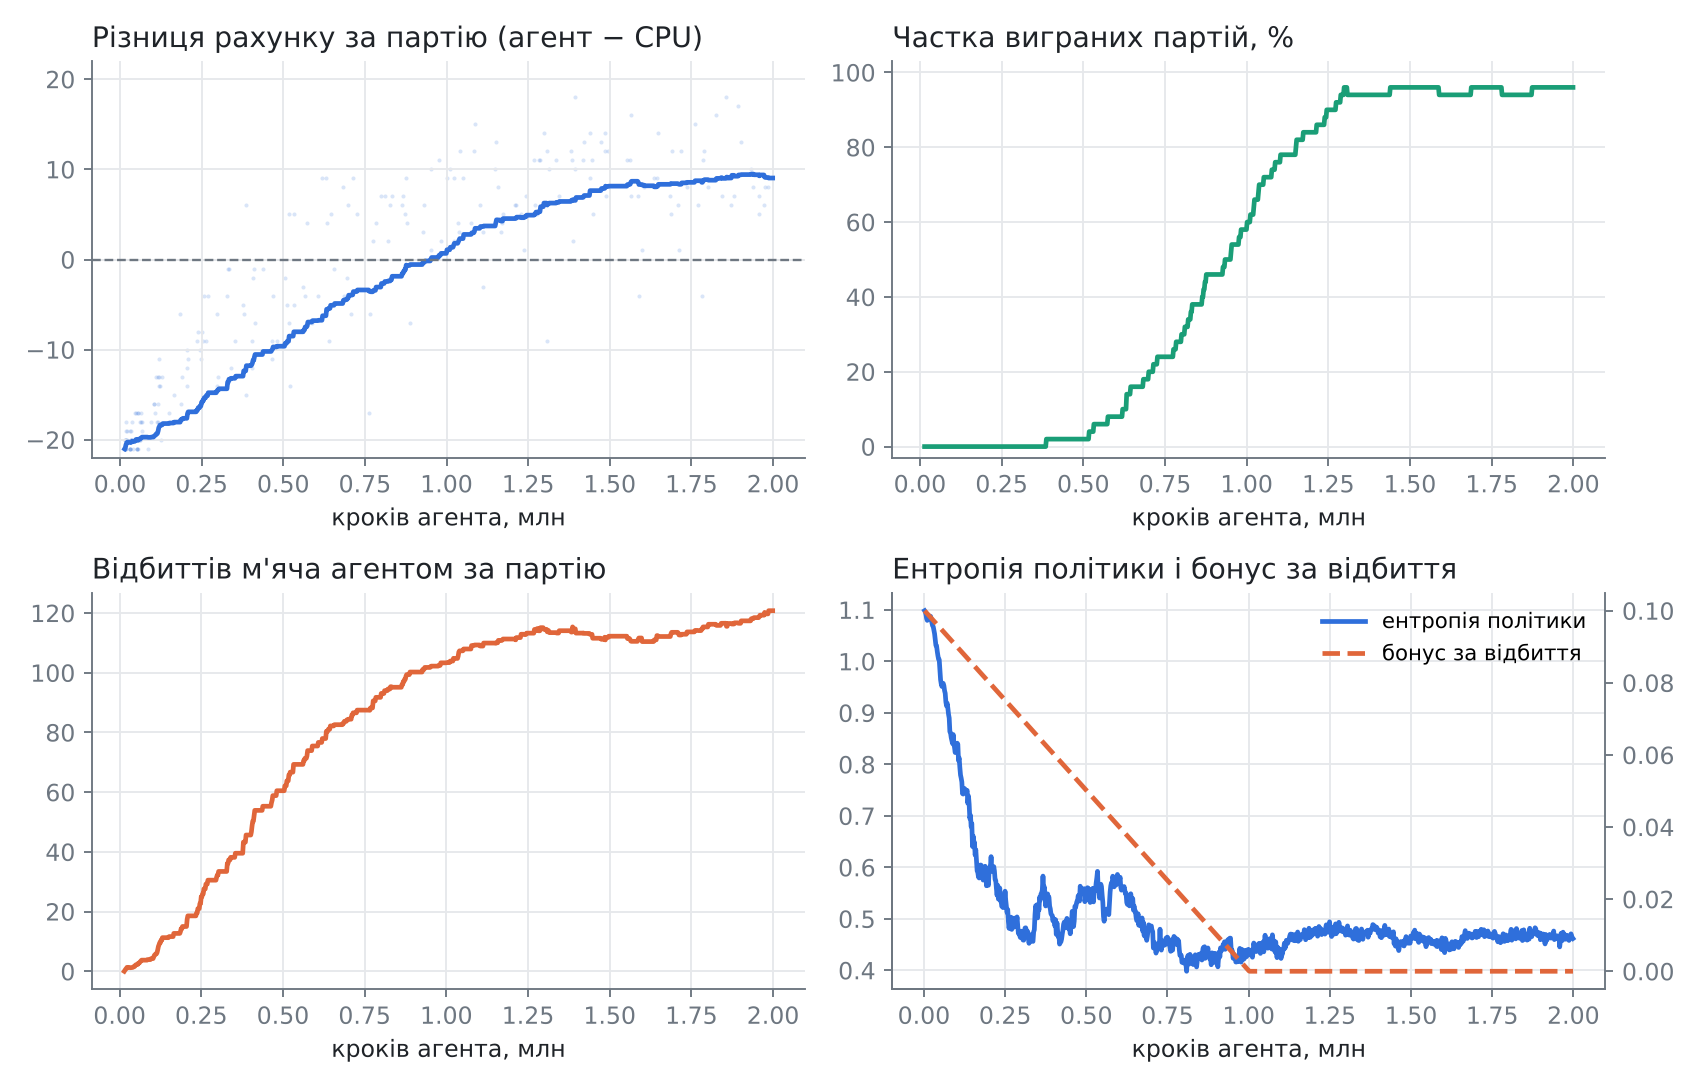 Різниця рахунку за партію (агент − CPU)
20
10
0
−10
−20
0.00 0.25 0.50 0.75 1.00 1.25 1.50 1.75 2.00
кроків агента, млн
Частка виграних партій, %
100
80
60
40
20
0
0.00 0.25 0.50 0.75 1.00 1.25 1.50 1.75 2.00
кроків агента, млн
Відбиттів м'яча агентом за партію
120
100
80
60
40
20
0
0.00 0.25 0.50 0.75 1.00 1.25 1.50 1.75 2.00
кроків агента, млн
Ентропія політики і бонус за відбиття
ентропія політики
бонус за відбиття
1.1
1.0
0.9
0.8
0.7
0.6
0.5
0.4
0.10
0.08
0.06
0.04
0.02
0.00
0.00 0.25 0.50 0.75 1.00 1.25 1.50 1.75 2.00
кроків агента, млн